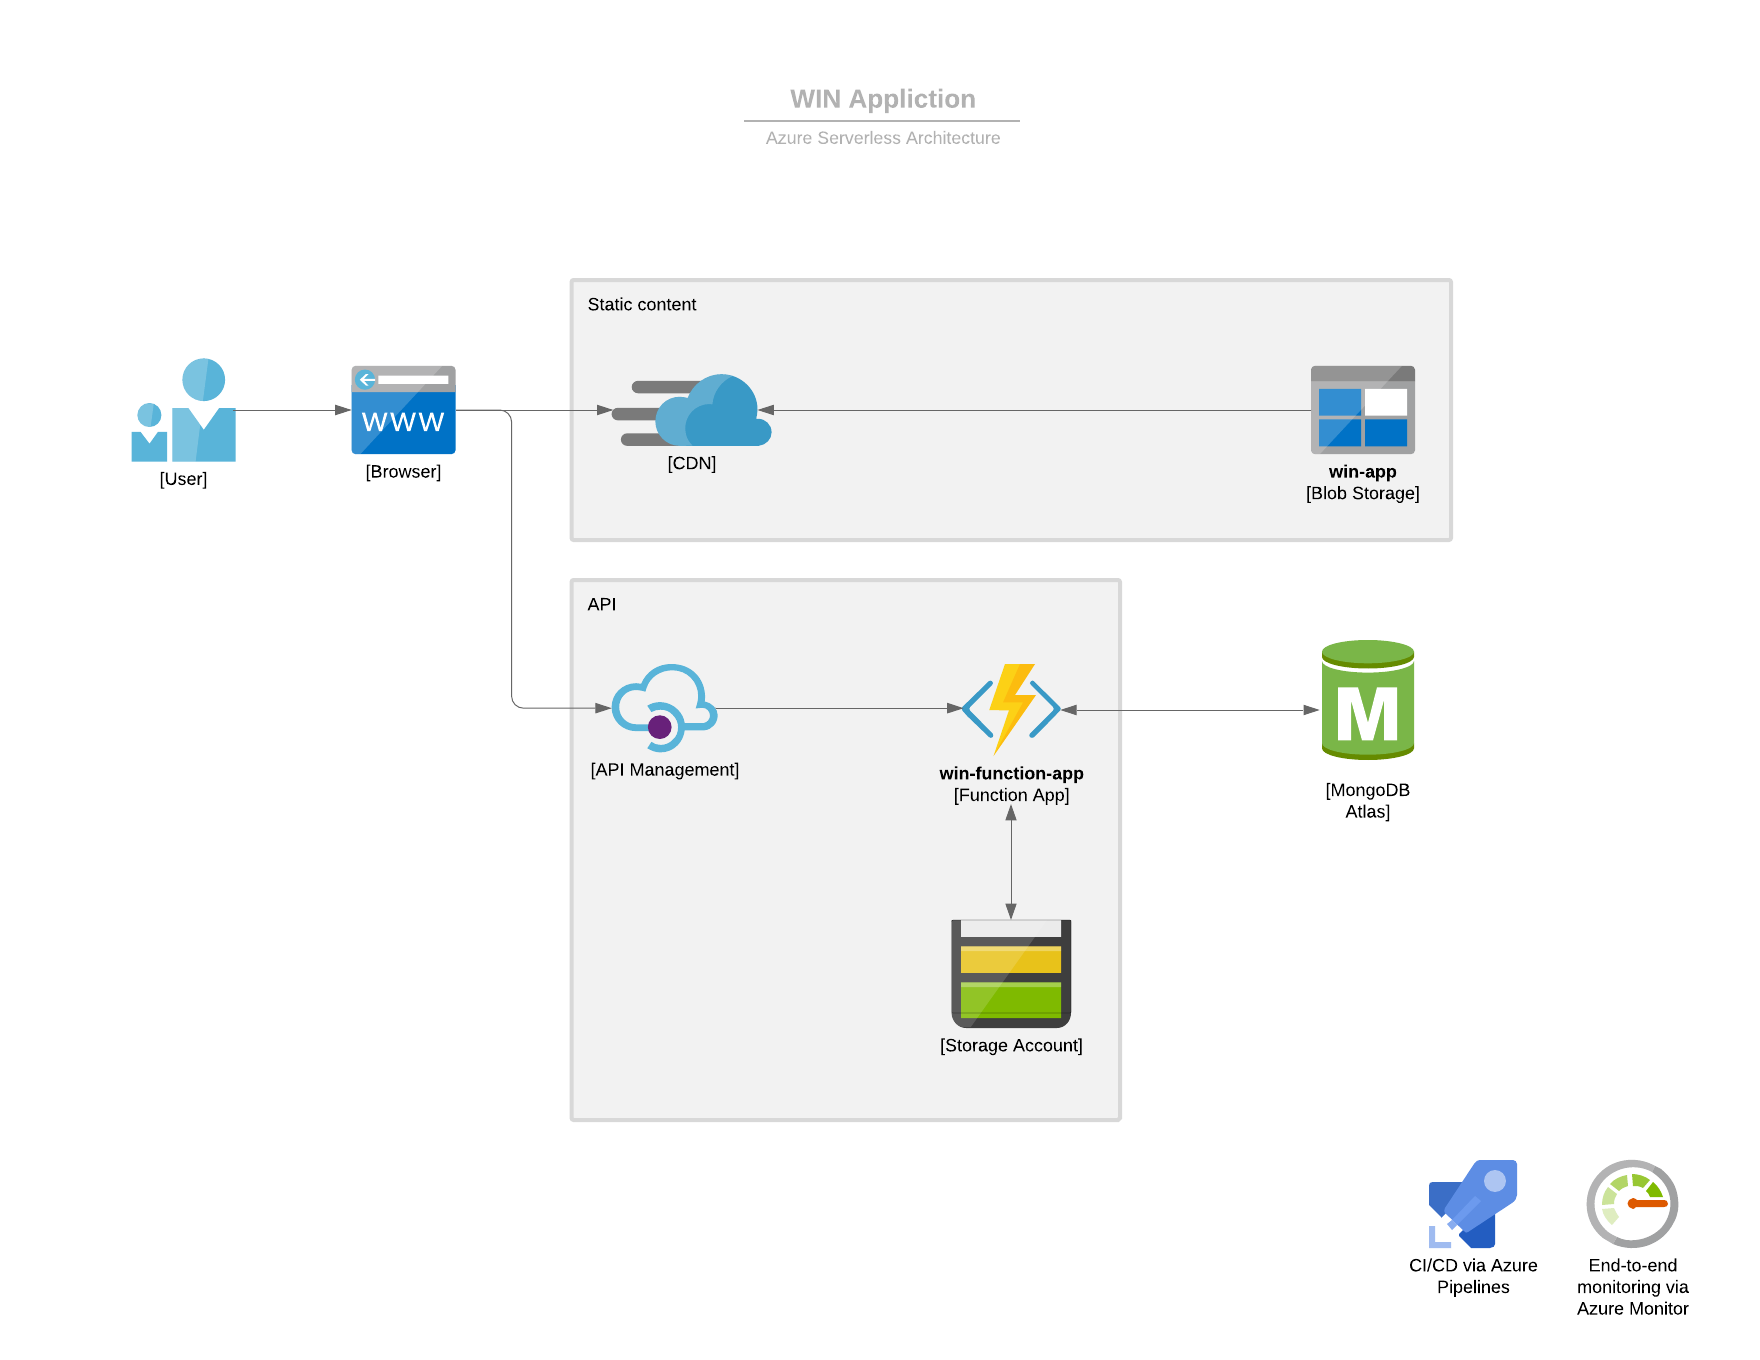 WIN Appliction
Azure Serverless Architecture
Static content
[User]
WWW
[Browser]
[CDN]
win-app
[Blob Storage]
API
[API Management]
win-function-app
[Function App]
M
[MongoDB
Atlas]
[Storage Account]
CI/CD via Azure
Pipelines
End-to-end
monitoring via
Azure Monitor